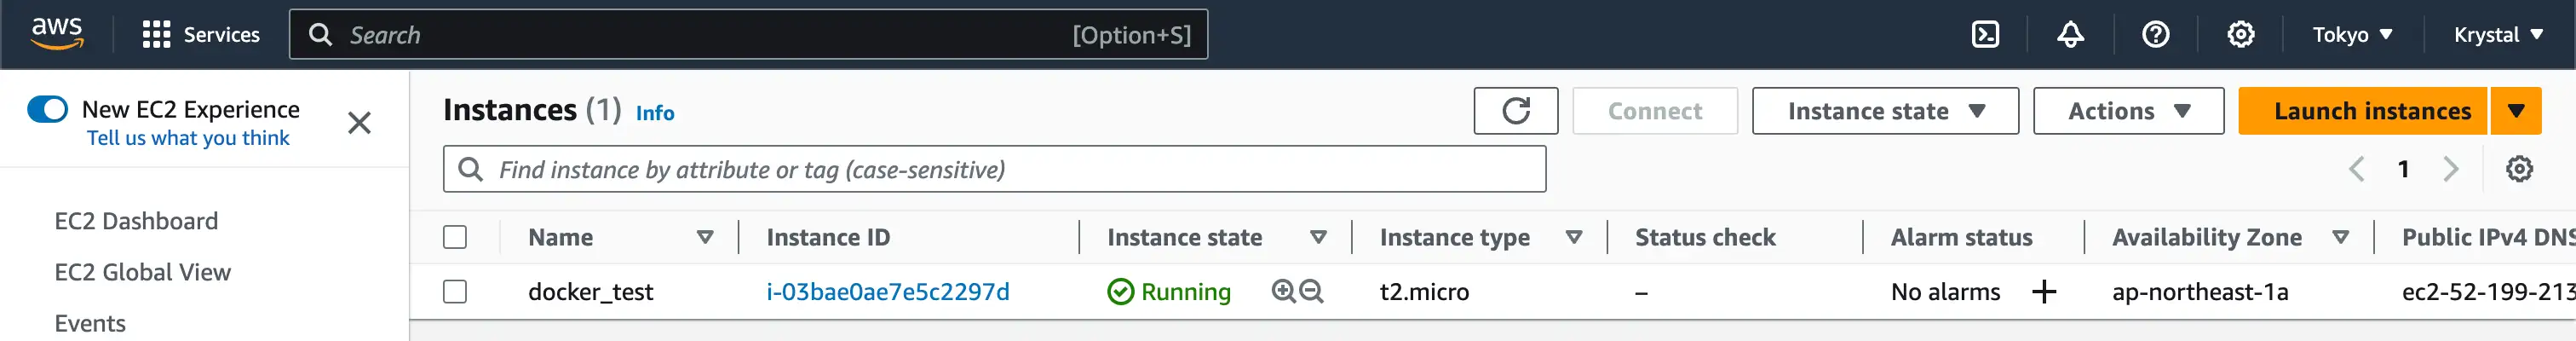 aws Services Search [Option+S] Tokyo Krystal
New EC2 Experience
Tell us what you think
EC2 Dashboard
EC2 Global View
Events
Instances (1) Info
Connect Instance state Actions Launch instances
Find instance by attribute or tag (case-sensitive) 1
Name Instance ID Instance state Instance type Status check Alarm status Availability Zone Public IPv4 DNS
docker_test i-03bae0ae7e5c2297d Running t2.micro – No alarms ap-northeast-1a ec2-52-199-213